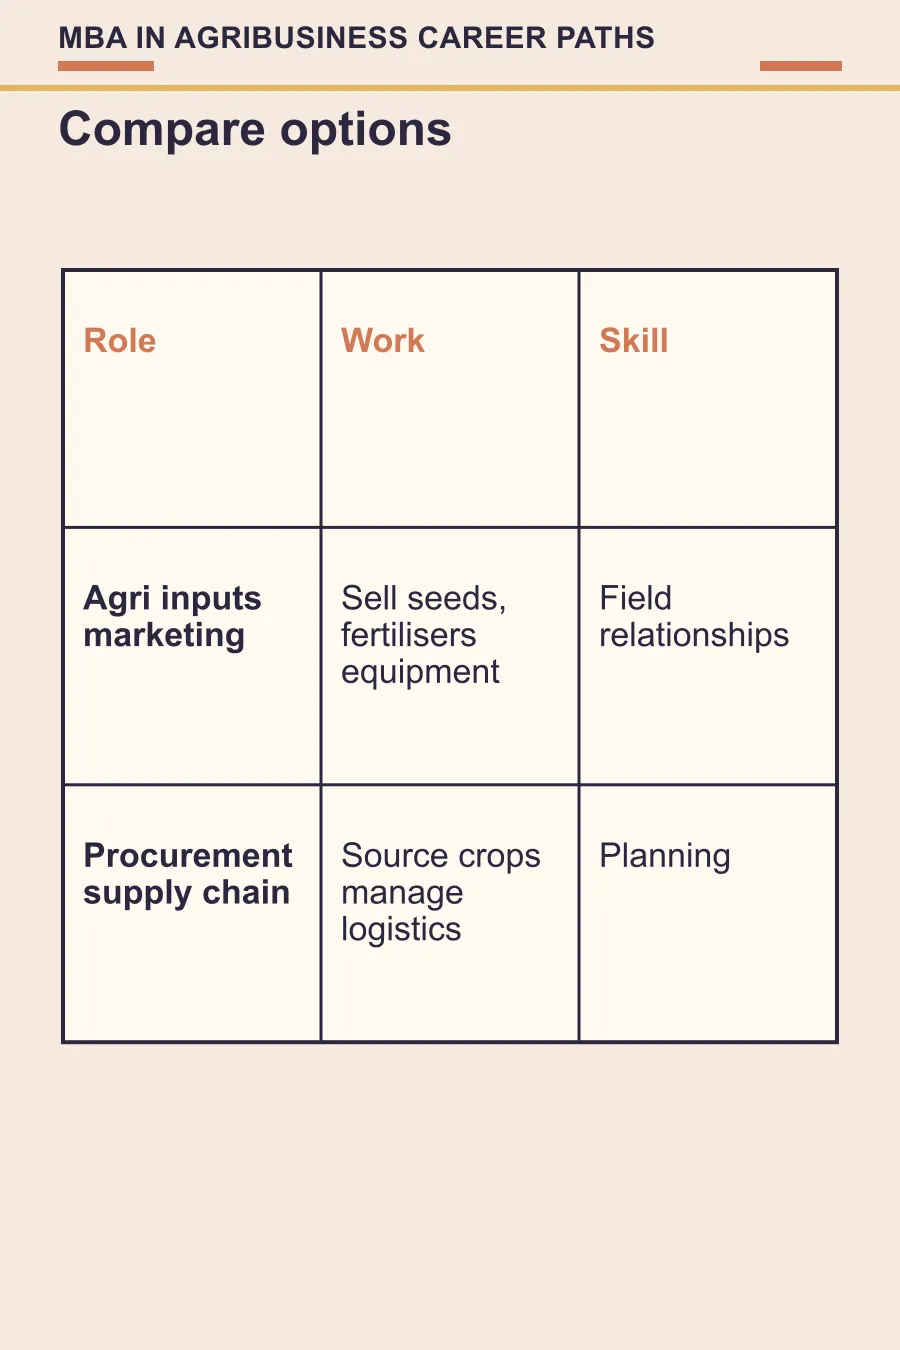 MBA IN AGRIBUSINESS CAREER PATHS
Compare options
Role
Work
Skill
Agri inputs
marketing
Sell seeds,
fertilisers
equipment
Field
relationships
Procurement
supply chain
Source crops
manage
logistics
Planning